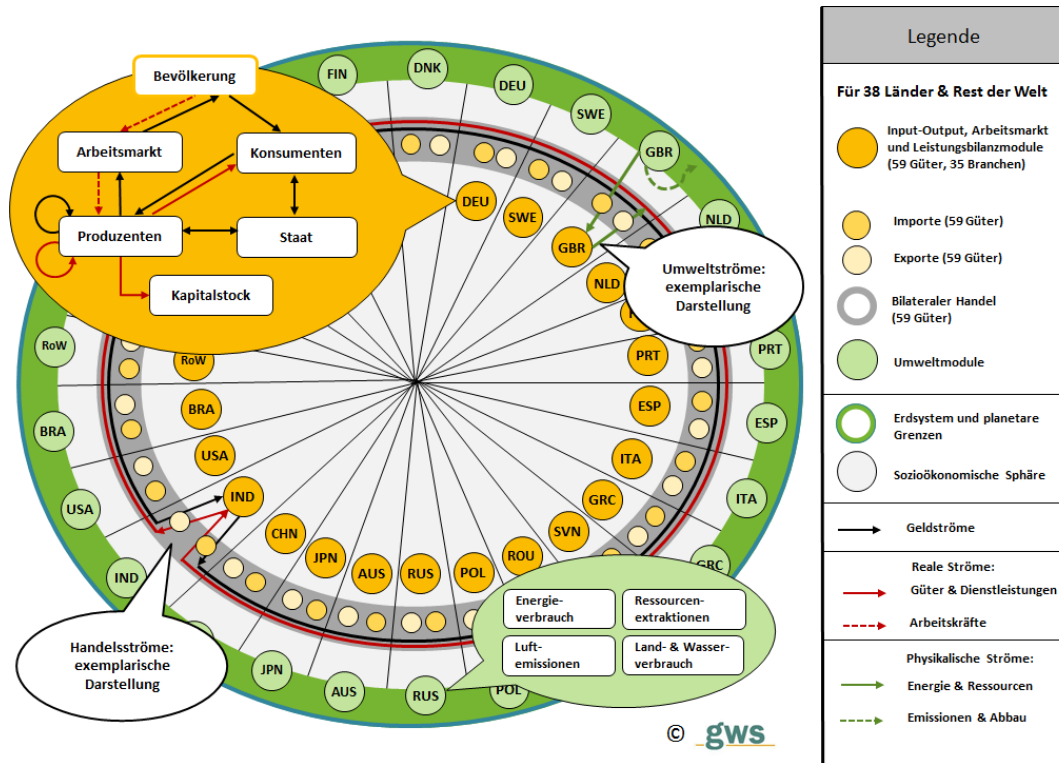 Bevölkerung
Arbeitsmarkt
Konsumenten
Produzenten
Staat
Kapitalstock
FIN
DNK
DEU
SWE
GBR
NLD
PRT
ESP
ITA
GRC
POL
RUS
AUS
JPN
IND
USA
BRA
RoW
DEU
SWE
GBR
NLD
PRT
ESP
ITA
GRC
SVN
ROU
POL
RUS
AUS
JPN
CHN
IND
USA
BRA
RoW
Umweltströme:
exemplarische
Darstellung
Handelsströme:
exemplarische
Darstellung
Energie-
verbrauch
Ressourcen-
extraktionen
Luft-
emissionen
Land- & Wasser-
verbrauch
© gws
Legende
Für 38 Länder & Rest der Welt
Input-Output, Arbeitsmarkt
und Leistungsbilanzmodule
(59 Güter, 35 Branchen)
Importe (59 Güter)
Exporte (59 Güter)
Bilateraler Handel
(59 Güter)
Umweltmodule
Erdsystem und planetare
Grenzen
Sozioökonomische Sphäre
Geldströme
Reale Ströme:
Güter & Dienstleistungen
Arbeitskräfte
Physikalische Ströme:
Energie & Ressourcen
Emissionen & Abbau